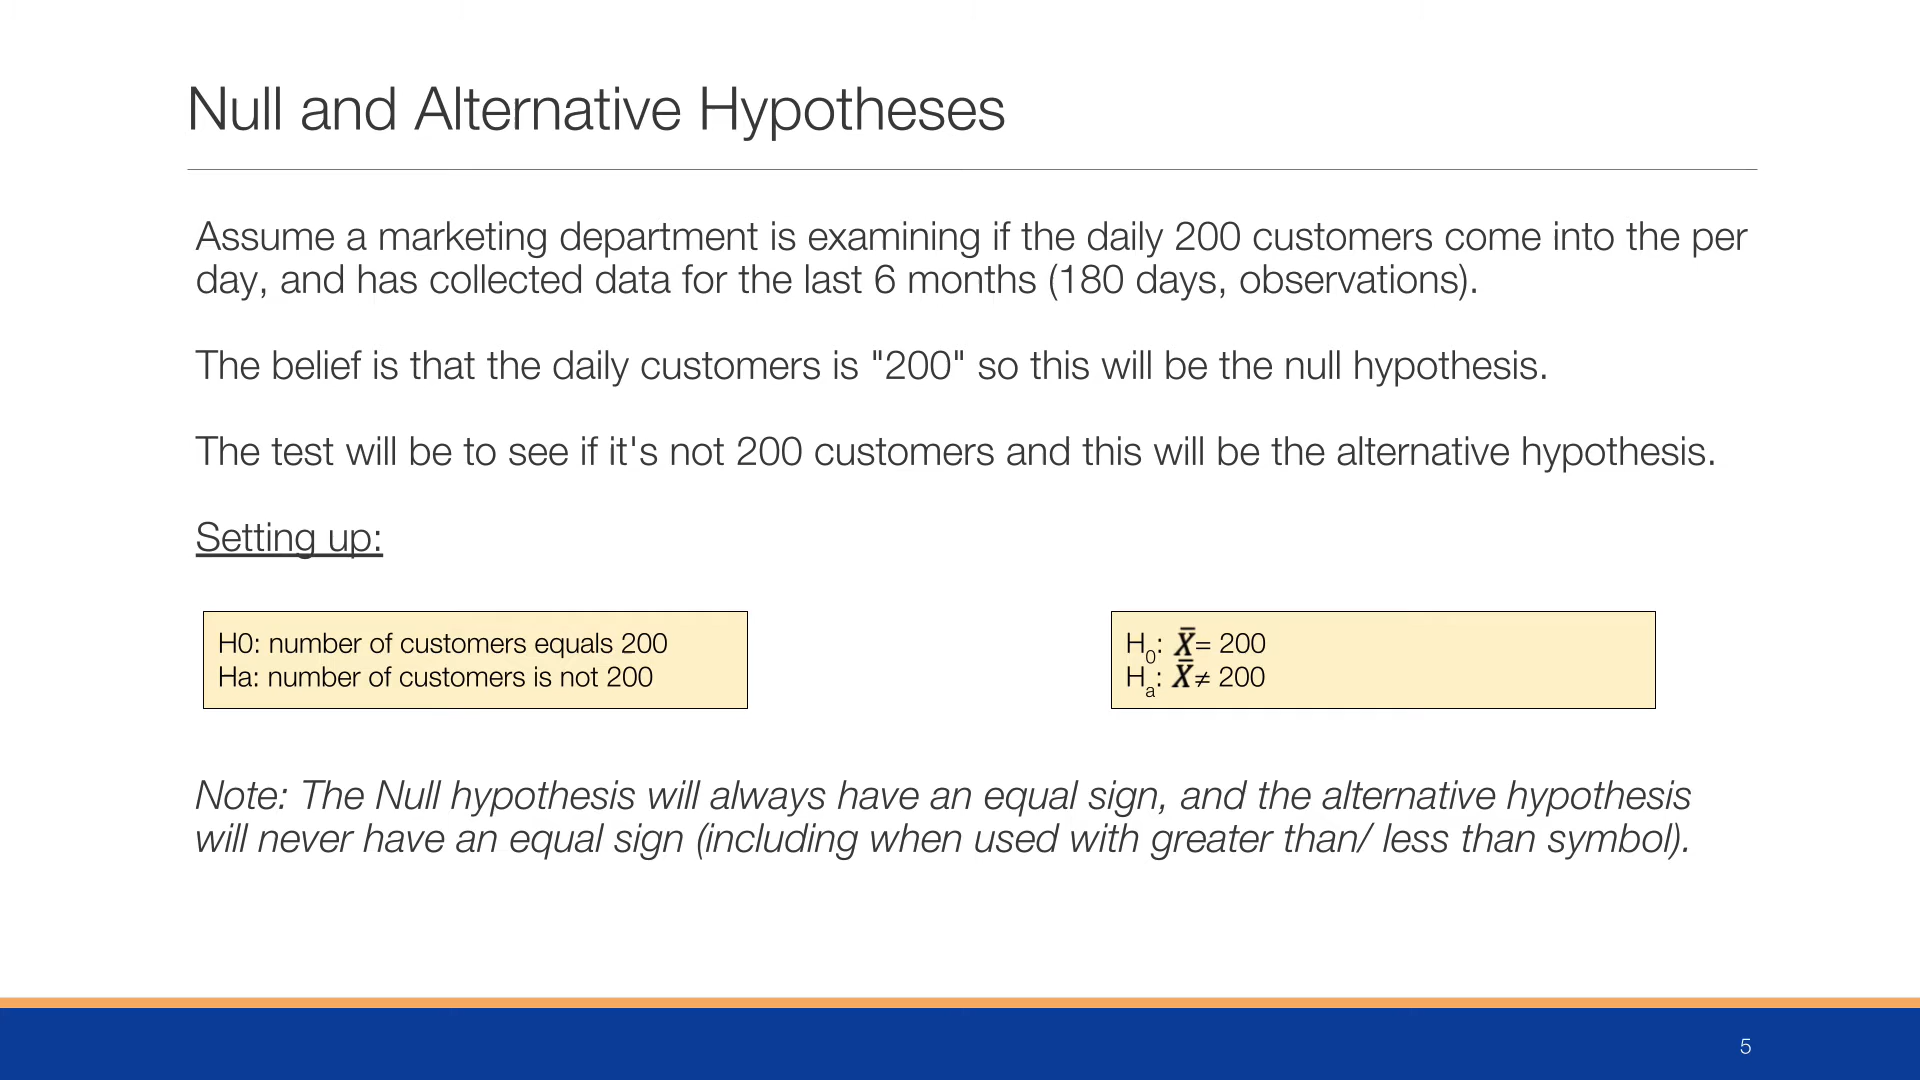 Null and Alternative Hypotheses
Assume a marketing department is examining if the daily 200 customers come into the per
day, and has collected data for the last 6 months (180 days, observations).
The belief is that the daily customers is "200" so this will be the null hypothesis.
The test will be to see if it's not 200 customers and this will be the alternative hypothesis.
Setting up:
H0: number of customers equals 200
Ha: number of customers is not 200
H₀: X̄= 200
Hₐ: X̄≠ 200
Note: The Null hypothesis will always have an equal sign, and the alternative hypothesis
will never have an equal sign (including when used with greater than/ less than symbol).
5